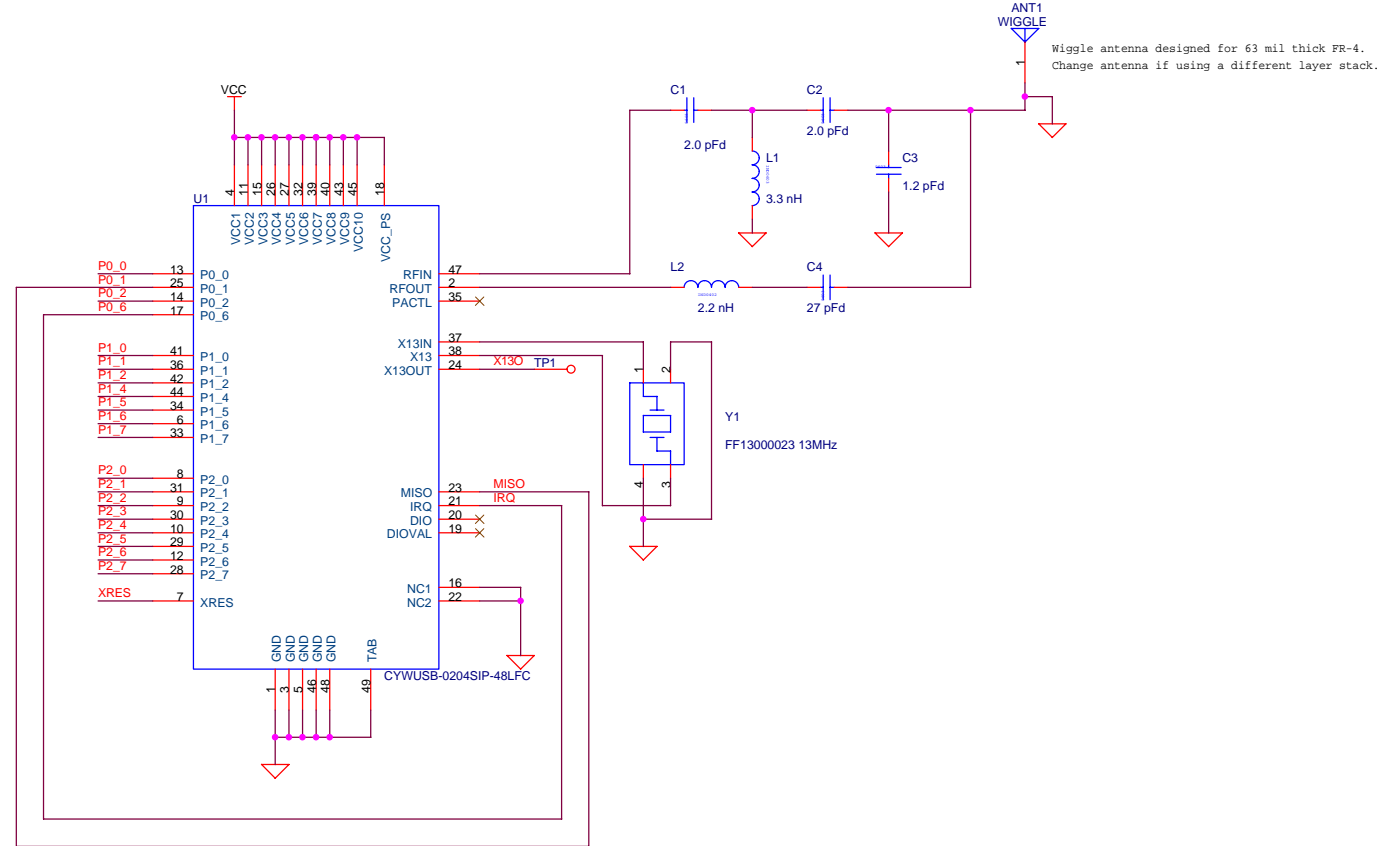 ANT1
WIGGLE
Wiggle antenna designed for 63 mil thick FR-4.
Change antenna if using a different layer stack.
1
VCC
C1
2.0 pFd
C2
2.0 pFd
L1
3.3 nH
C3
1.2 pFd
L2
2.2 nH
C4
27 pFd
U1
4 11 15 26 27 32 39 40 43 45 18
VCC1 VCC2 VCC3 VCC4 VCC5 VCC6 VCC7 VCC8 VCC9 VCC10 VCC_PS
P0_0 13 P0_0
P0_1 25 P0_1
P0_2 14 P0_2
P0_6 17 P0_6
P1_0 41 P1_0
P1_1 36 P1_1
P1_2 42 P1_2
P1_4 44 P1_4
P1_5 34 P1_5
P1_6 6 P1_6
P1_7 33 P1_7
P2_0 8 P2_0
P2_1 31 P2_1
P2_2 9 P2_2
P2_3 30 P2_3
P2_4 10 P2_4
P2_5 29 P2_5
P2_6 12 P2_6
P2_7 28 P2_7
XRES 7 XRES
RFIN 47
RFOUT 2
PACTL 35
X13IN 37
X13 38
X13OUT 24 X13O TP1
MISO 23 MISO
IRQ 21 IRQ
DIO 20
DIOVAL 19
NC1 16
NC2 22
1 2
Y1
FF13000023 13MHz
4 3
GND GND GND GND GND TAB
CYWUSB-0204SIP-48LFC
1 3 5 46 48 49